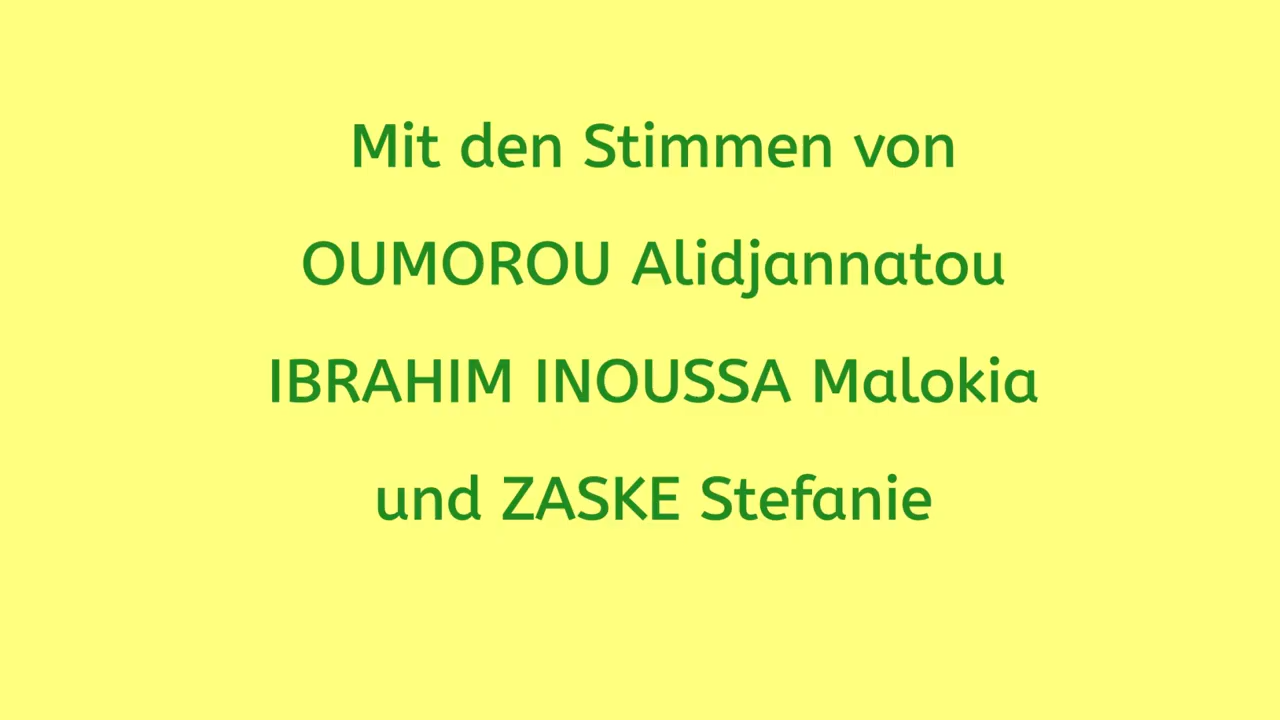 Mit den Stimmen von
OUMOROU Alidjannatou
IBRAHIM INOUSSA Malokia
und ZASKE Stefanie